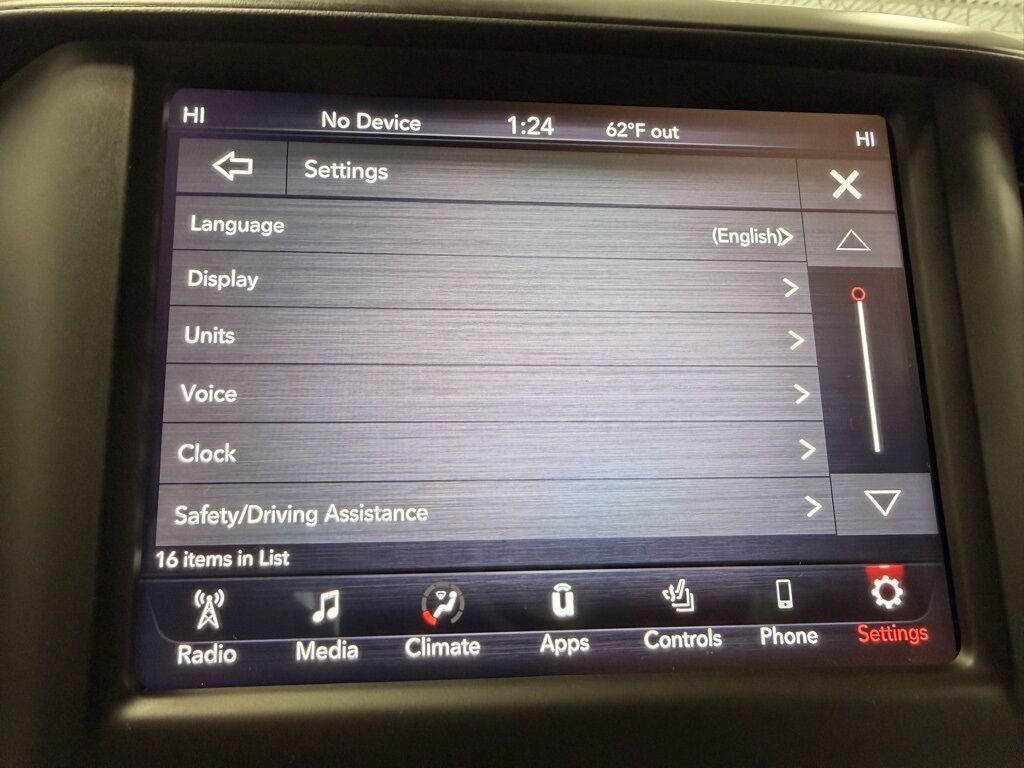 HI No Device 1:24 62°F out HI
Settings
Language (English)
Display
Units
Voice
Clock
Safety/Driving Assistance
16 items in List
Radio Media Climate Apps Controls Phone Settings